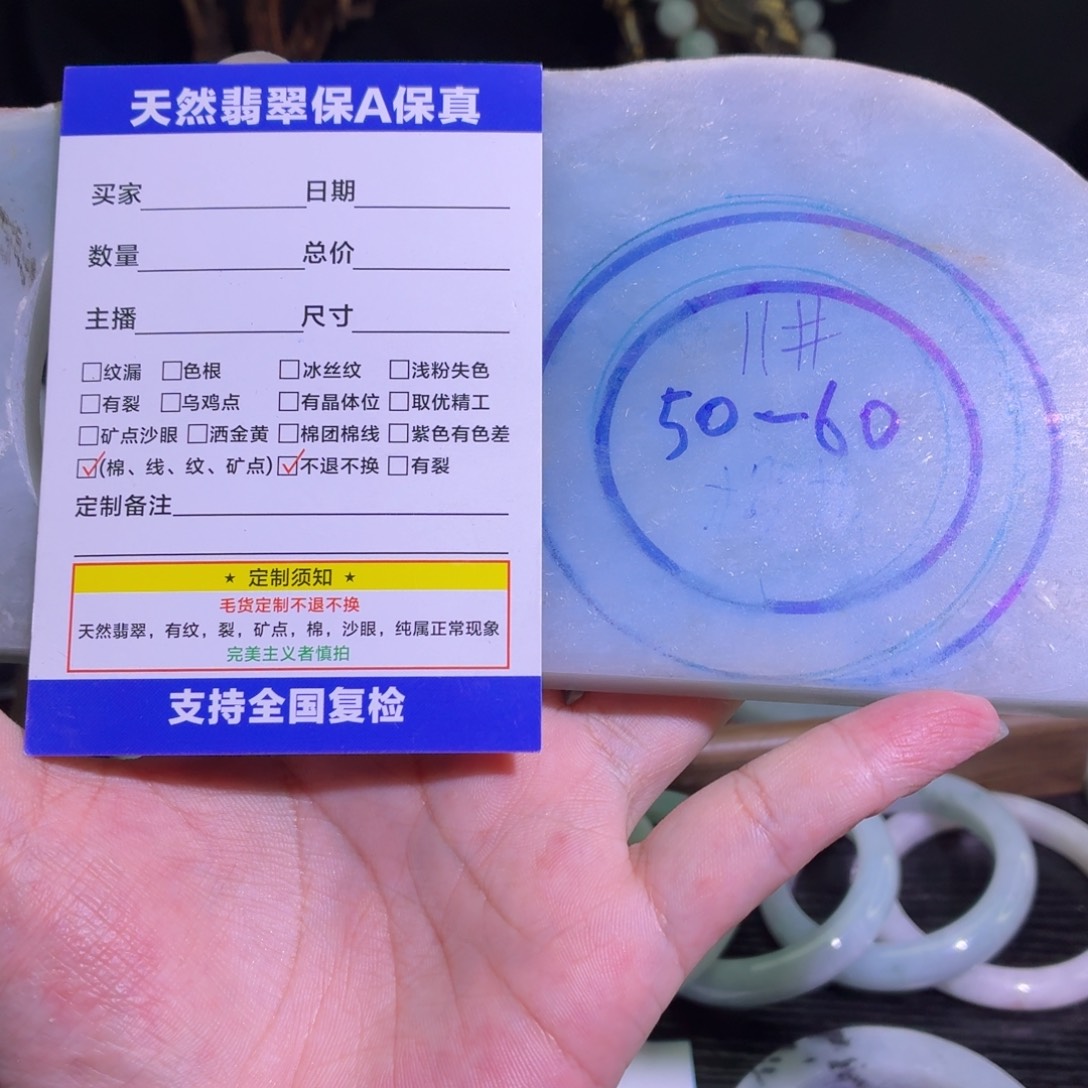 天然翡翠保A保真
买家 日期
数量 总价
主播 尺寸
□纹漏 □色根 □冰丝纹 □浅粉失色
□有裂 □乌鸡点 □有晶体位 □取优精工
□矿点沙眼 □洒金黄 □棉团棉线 □紫色有色差
☑(棉、线、纹、矿点) ☑不退不换 □有裂
定制备注
★ 定制须知 ★
毛货定制不退不换
天然翡翠，有纹，裂，矿点，棉，沙眼，纯属正常现象
完美主义者慎拍
支持全国复检
11#
50-60